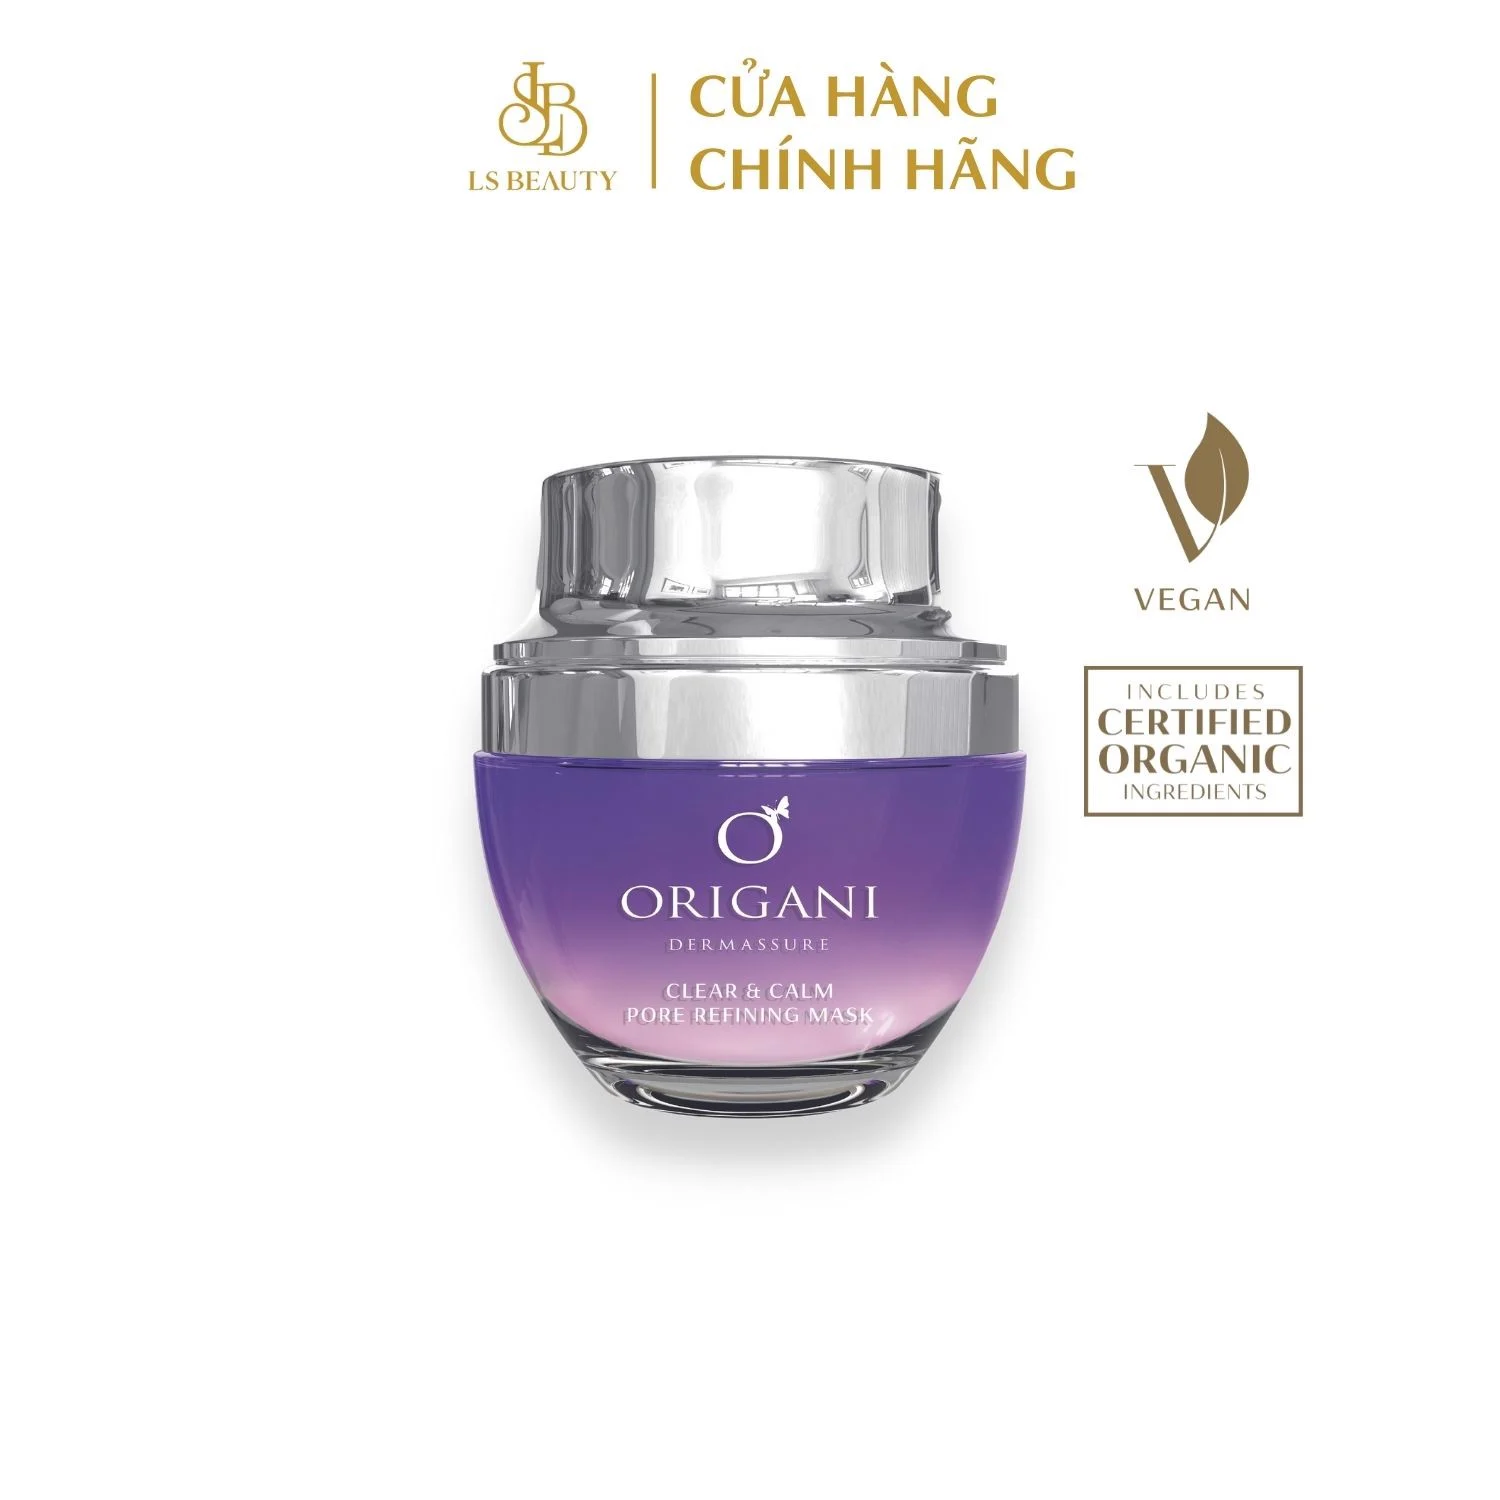 LS BEAUTY
CỬA HÀNG
CHÍNH HÃNG
VEGAN
INCLUDES
CERTIFIED
ORGANIC
INGREDIENTS
ORIGANI
DERMASSURE
CLEAR & CALM
PORE REFINING MASK